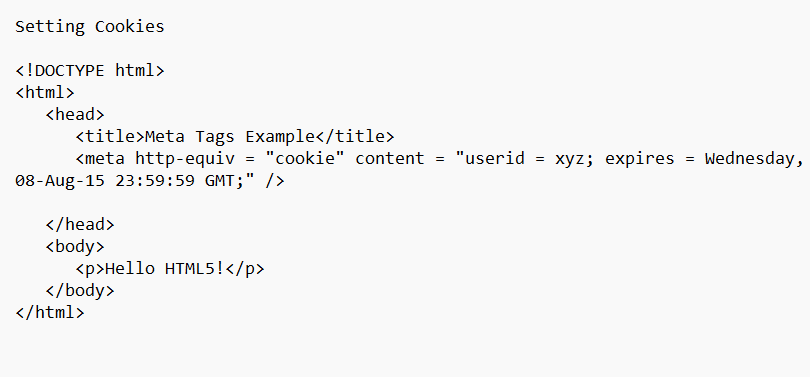 Setting Cookies
<!DOCTYPE html>
<html>
<head>
<title>Meta Tags Example</title>
<meta http-equiv = "cookie" content = "userid = xyz; expires = Wednesday,
08-Aug-15 23:59:59 GMT;" />
</head>
<body>
<p>Hello HTML5!</p>
</body>
</html>